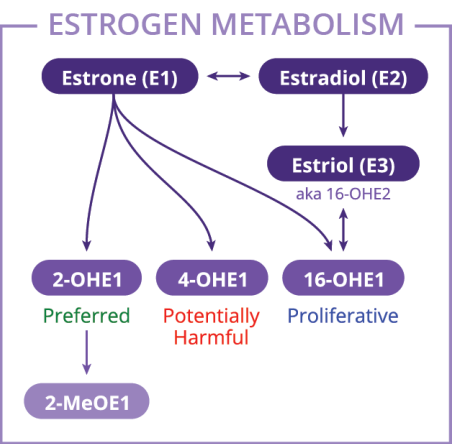 ESTROGEN METABOLISM
Estrone (E1)
Estradiol (E2)
Estriol (E3)
aka 16-OHE2
2-OHE1
4-OHE1
16-OHE1
Preferred
Potentially
Harmful
Proliferative
2-MeOE1